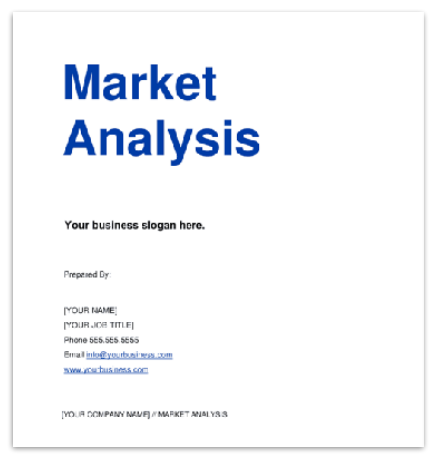 Market
Analysis
Your business slogan here.
Prepared By:
[YOUR NAME]
[YOUR JOB TITLE]
Phone 555.555.5555
Email info@yourbusiness.com
www.yourbusiness.com
[YOUR COMPANY NAME] // MARKET ANALYSIS